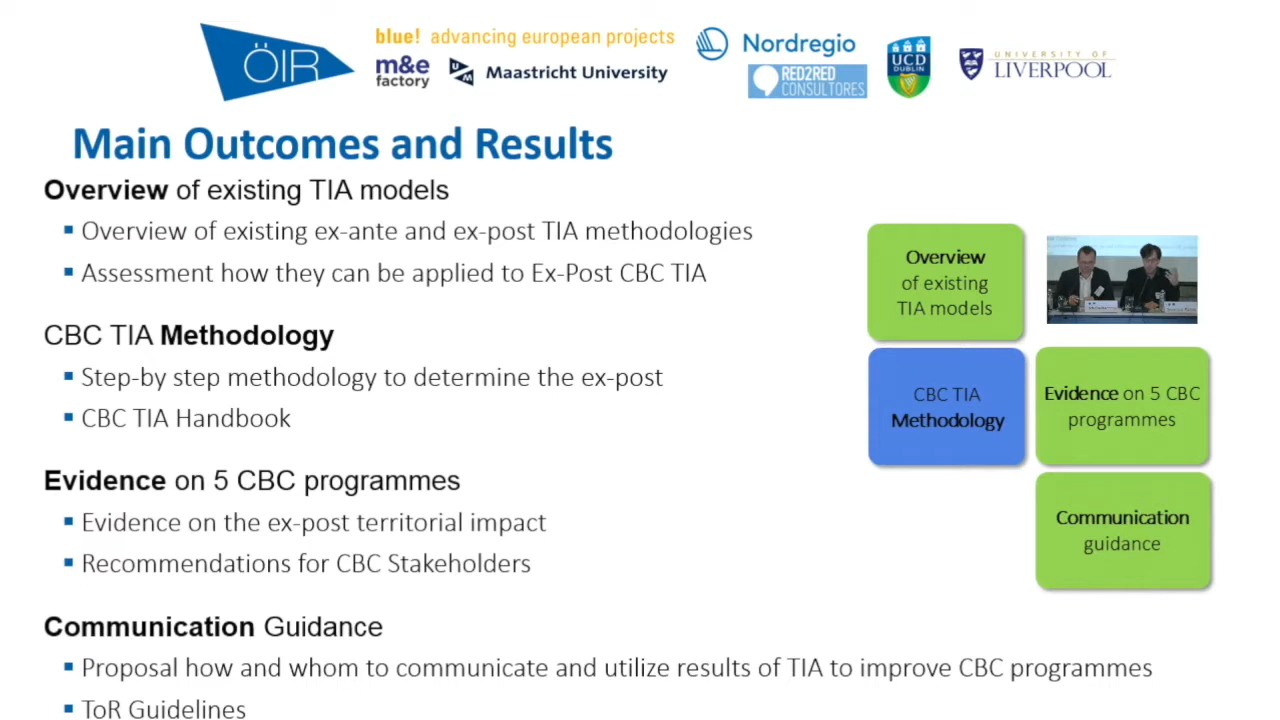 ÖIR
blue! advancing european projects
m&e
factory
UM
Maastricht University
Nordregio
RED2RED
CONSULTORES
UCD
DUBLIN
UNIVERSITY OF
LIVERPOOL
Main Outcomes and Results
Overview of existing TIA models
▪ Overview of existing ex-ante and ex-post TIA methodologies
▪ Assessment how they can be applied to Ex-Post CBC TIA
CBC TIA Methodology
▪ Step-by step methodology to determine the ex-post
▪ CBC TIA Handbook
Evidence on 5 CBC programmes
▪ Evidence on the ex-post territorial impact
▪ Recommendations for CBC Stakeholders
Communication Guidance
▪ Proposal how and whom to communicate and utilize results of TIA to improve CBC programmes
▪ ToR Guidelines
Overview
of existing
TIA models
CBC TIA
Methodology
Evidence on 5 CBC
programmes
Communication
guidance